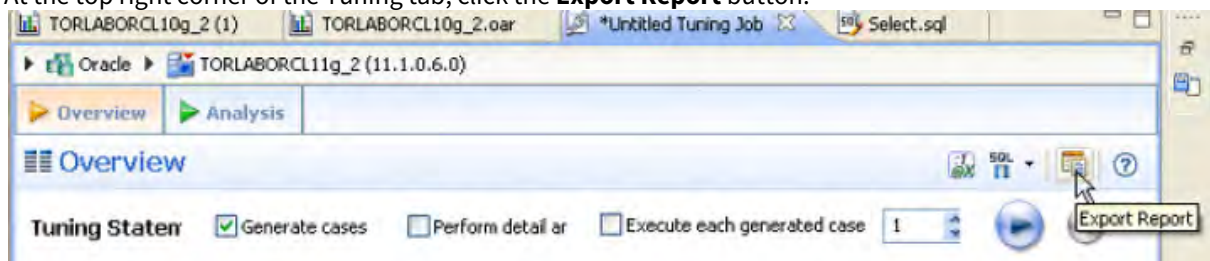 At the top right corner of the Tuning tab, click the Export Report button.
TORLABORCL10g_2 (1) TORLABORCL10g_2.oar *Untitled Tuning Job Select.sql
Oracle TORLABORCL11g_2 (11.1.0.6.0)
Overview Analysis
Overview SQL
Tuning Statem Generate cases Perform detail ar Execute each generated case 1
Export Report